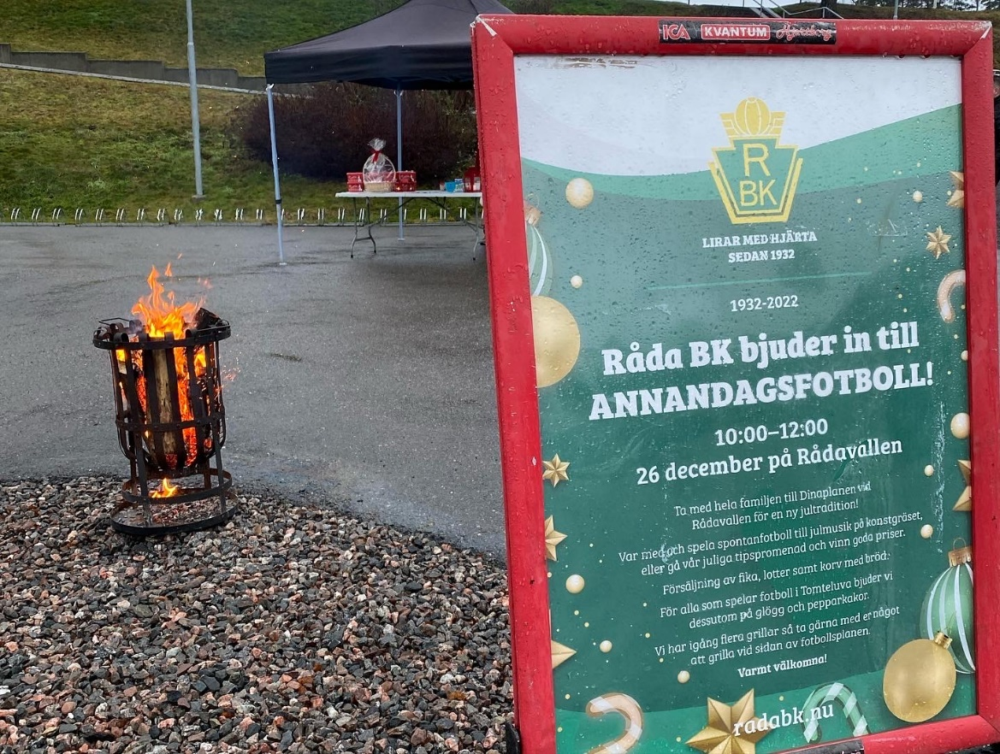 ICA KVANTUM Hjertberg
R
BK
LIRAR MED HJÄRTA
SEDAN 1932
1932-2022
Råda BK bjuder in till
ANNANDAGSFOTBOLL!
10:00–12:00
26 december på Rådavallen
Ta med hela familjen till Dinaplanen vid
Rådavallen för en ny jultradition!
Var med och spela spontanfotboll till julmusik på konstgräset,
eller gå vår juliga tipspromenad och vinn goda priser.
Försäljning av fika, lotter samt korv med bröd.
För alla som spelar fotboll i Tomteluva bjuder vi
dessutom på glögg och pepparkakor.
Vi har igång flera grillar så ta gärna med er något
att grilla vid sidan av fotbollsplanen.
Varmt välkomna!
radabk.nu